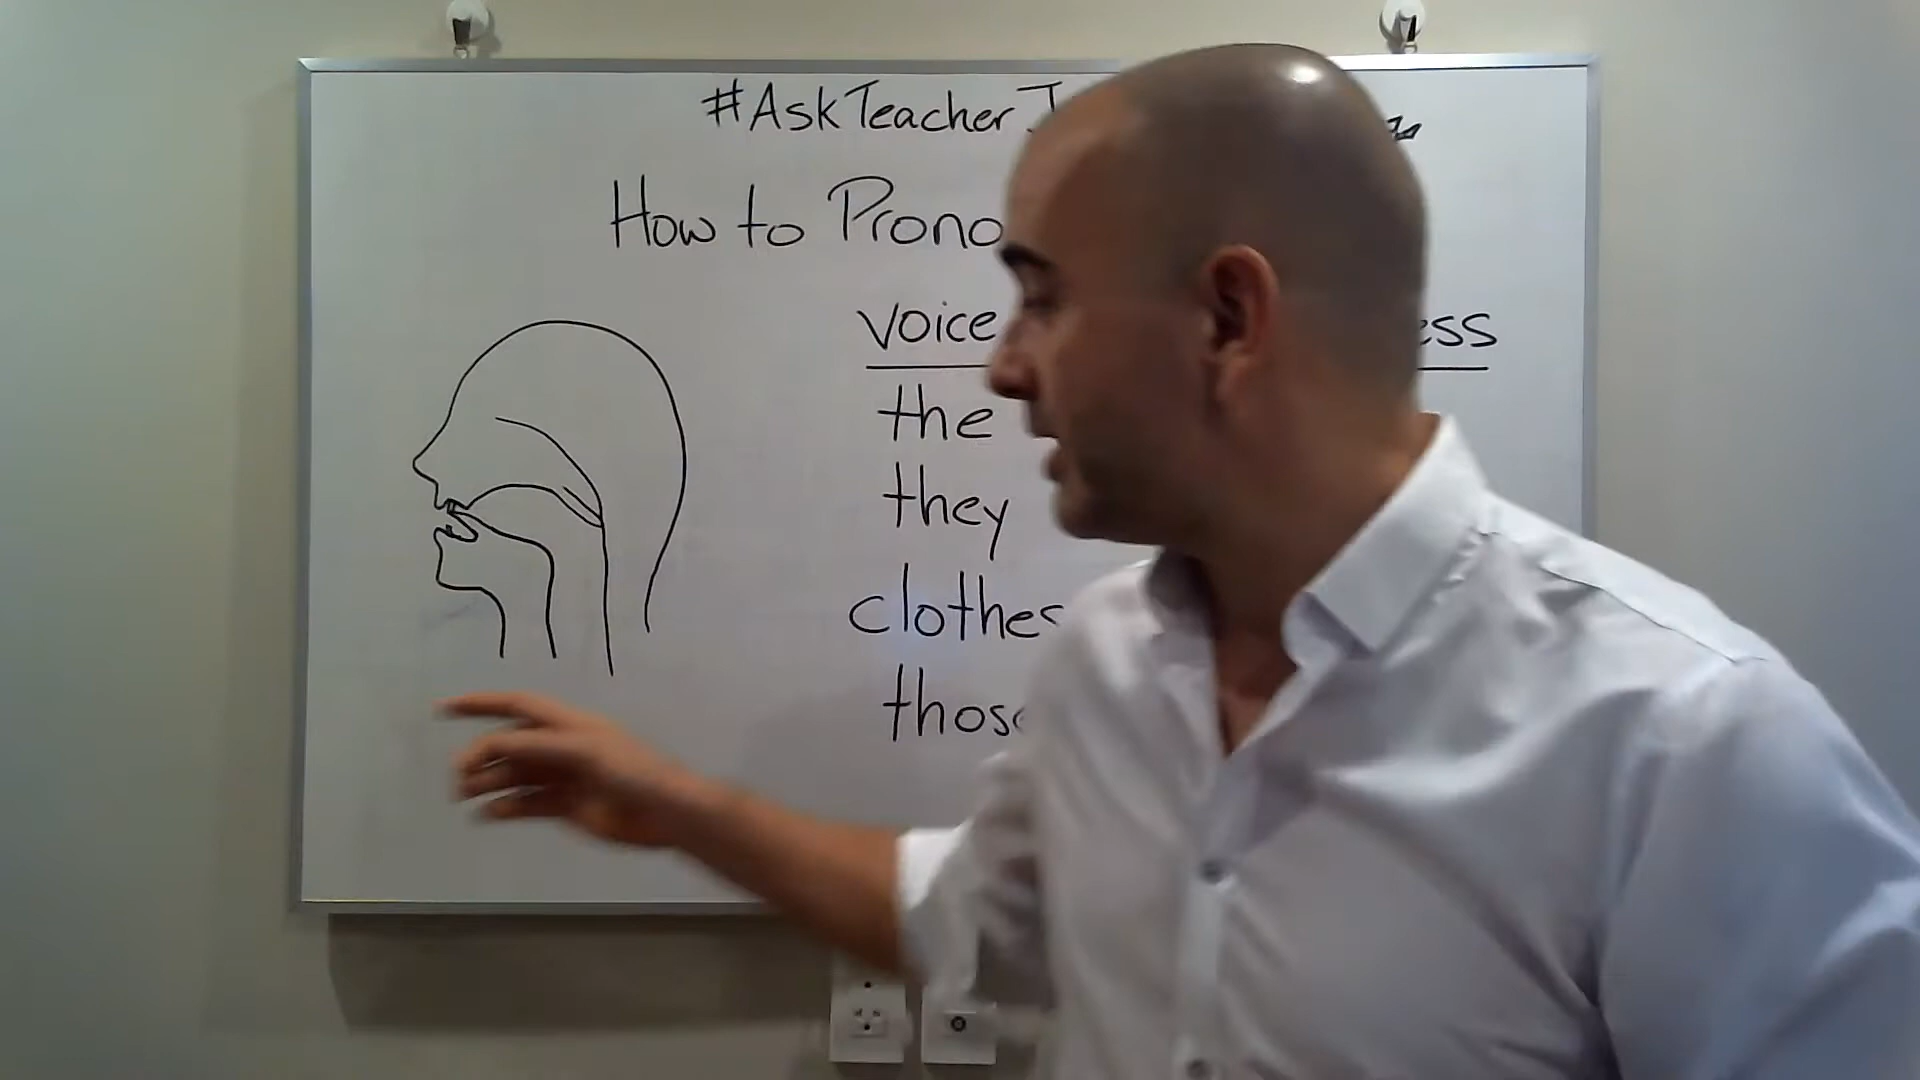 #AskTeacher
How to Prono
voice ess
the
they
clothes
those